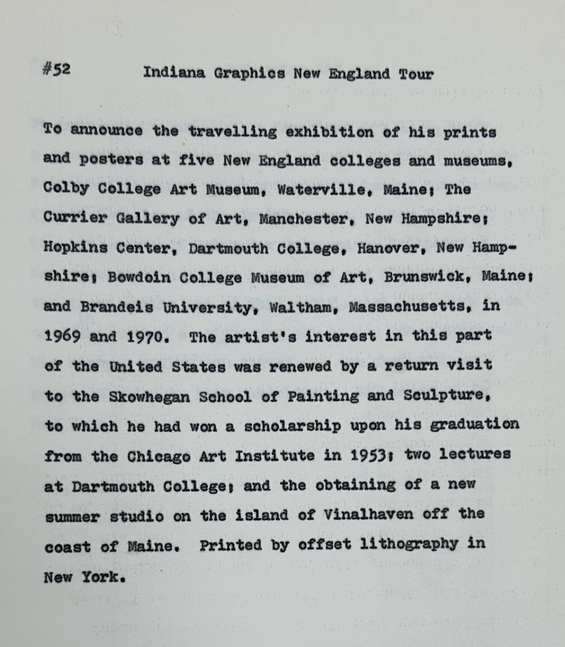 #52 Indiana Graphics New England Tour
To announce the travelling exhibition of his prints
and posters at five New England colleges and museums,
Colby College Art Museum, Waterville, Maine; The
Currier Gallery of Art, Manchester, New Hampshire;
Hopkins Center, Dartmouth College, Hanover, New Hamp-
shire; Bowdoin College Museum of Art, Brunswick, Maine;
and Brandeis University, Waltham, Massachusetts, in
1969 and 1970. The artist's interest in this part
of the United States was renewed by a return visit
to the Skowhegan School of Painting and Sculpture,
to which he had won a scholarship upon his graduation
from the Chicago Art Institute in 1953; two lectures
at Dartmouth College; and the obtaining of a new
summer studio on the island of Vinalhaven off the
coast of Maine. Printed by offset lithography in
New York.